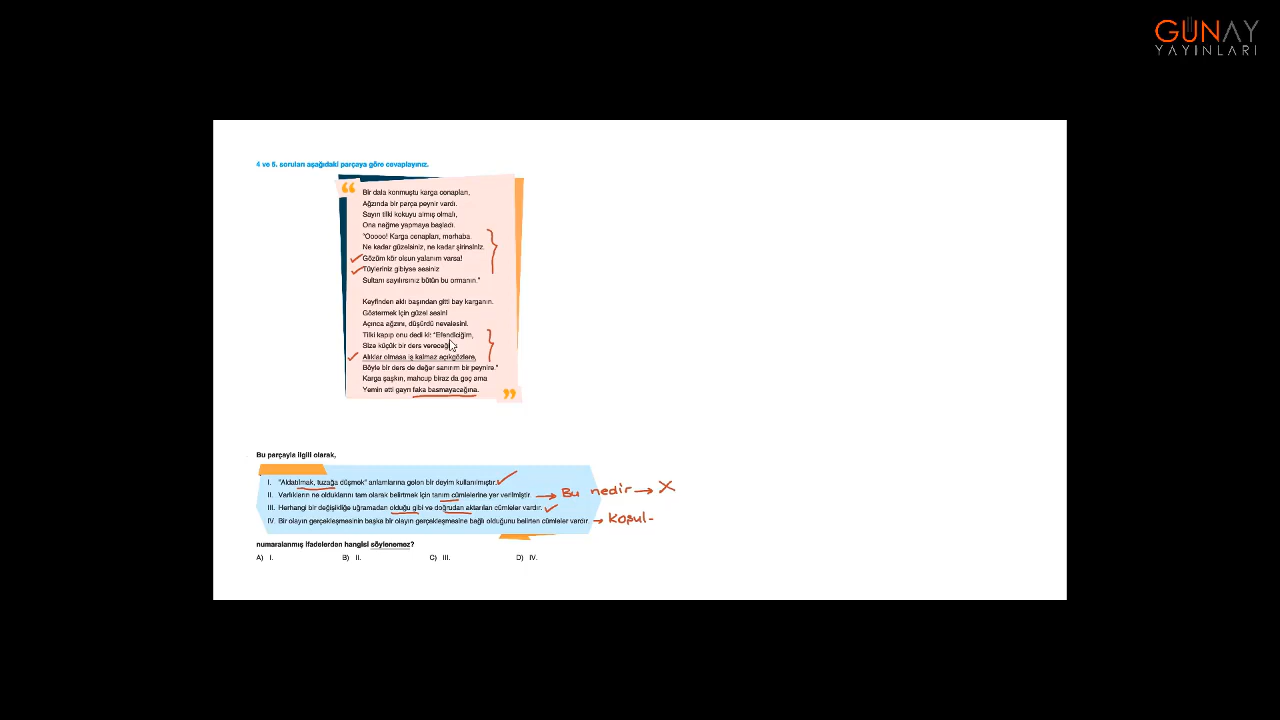 GÜNAY
YAYINLARI
4 ve 5. soruları aşağıdaki parçaya göre cevaplayınız.
Bir dala konmuştu karga cenapları,
Ağzında bir parça peynir vardı.
Sayın tilki kokuyu almış olmalı,
Ona nağme yapmaya başladı.
"Ooooo! Karga cenapları, merhaba
Ne kadar güzelsiniz, ne kadar şirinsiniz.
Gözüm kör olsun yalanım varsa!
Tüyleriniz gibiyse sesiniz
Sultanı sayılırsınız bütün bu ormanın."
Keyfinden aklı başından gitti bay karganın.
Göstermek için güzel sesini
Açınca ağzını, düşürdü nevalesini.
Tilki kapıp onu dedi ki: "Efendiciğim,
Size küçük bir ders vereceğim
Alıklar olmasa iş kalmaz açıkgözlere,
Böyle bir ders de değer sanırım bir peynire."
Karga şaşkın, mahcup biraz da geç ama
Yemin etti gayrı faka basmayacağına.
Bu parçayla ilgili olarak,
I. "Aldatılmak, tuzağa düşmek" anlamlarına gelen bir deyim kullanılmıştır.
II. Varlıkların ne olduklarını tam olarak belirtmek için tanım cümlelerine yer verilmiştir. → Bu nedir → X
III. Herhangi bir değişikliğe uğramadan olduğu gibi ve doğrudan aktarılan cümleler vardır.
IV. Bir olayın gerçekleşmesinin başka bir olayın gerçekleşmesine bağlı olduğunu belirten cümleler vardır. → Koşul-
numaralanmış ifadelerden hangisi söylenemez?
A) I. B) II. C) III. D) IV.